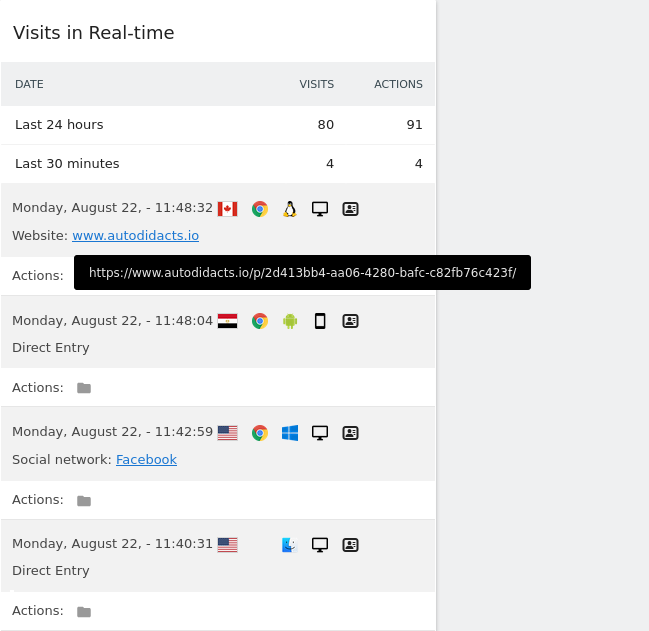 Visits in Real-time
DATE VISITS ACTIONS
Last 24 hours 80 91
Last 30 minutes 4 4
Monday, August 22, - 11:48:32
Website: www.autodidacts.io
https://www.autodidacts.io/p/2d413bb4-aa06-4280-bafc-c82fb76c423f/
Actions:
Monday, August 22, - 11:48:04
Direct Entry
Actions:
Monday, August 22, - 11:42:59
Social network: Facebook
Actions:
Monday, August 22, - 11:40:31
Direct Entry
Actions: